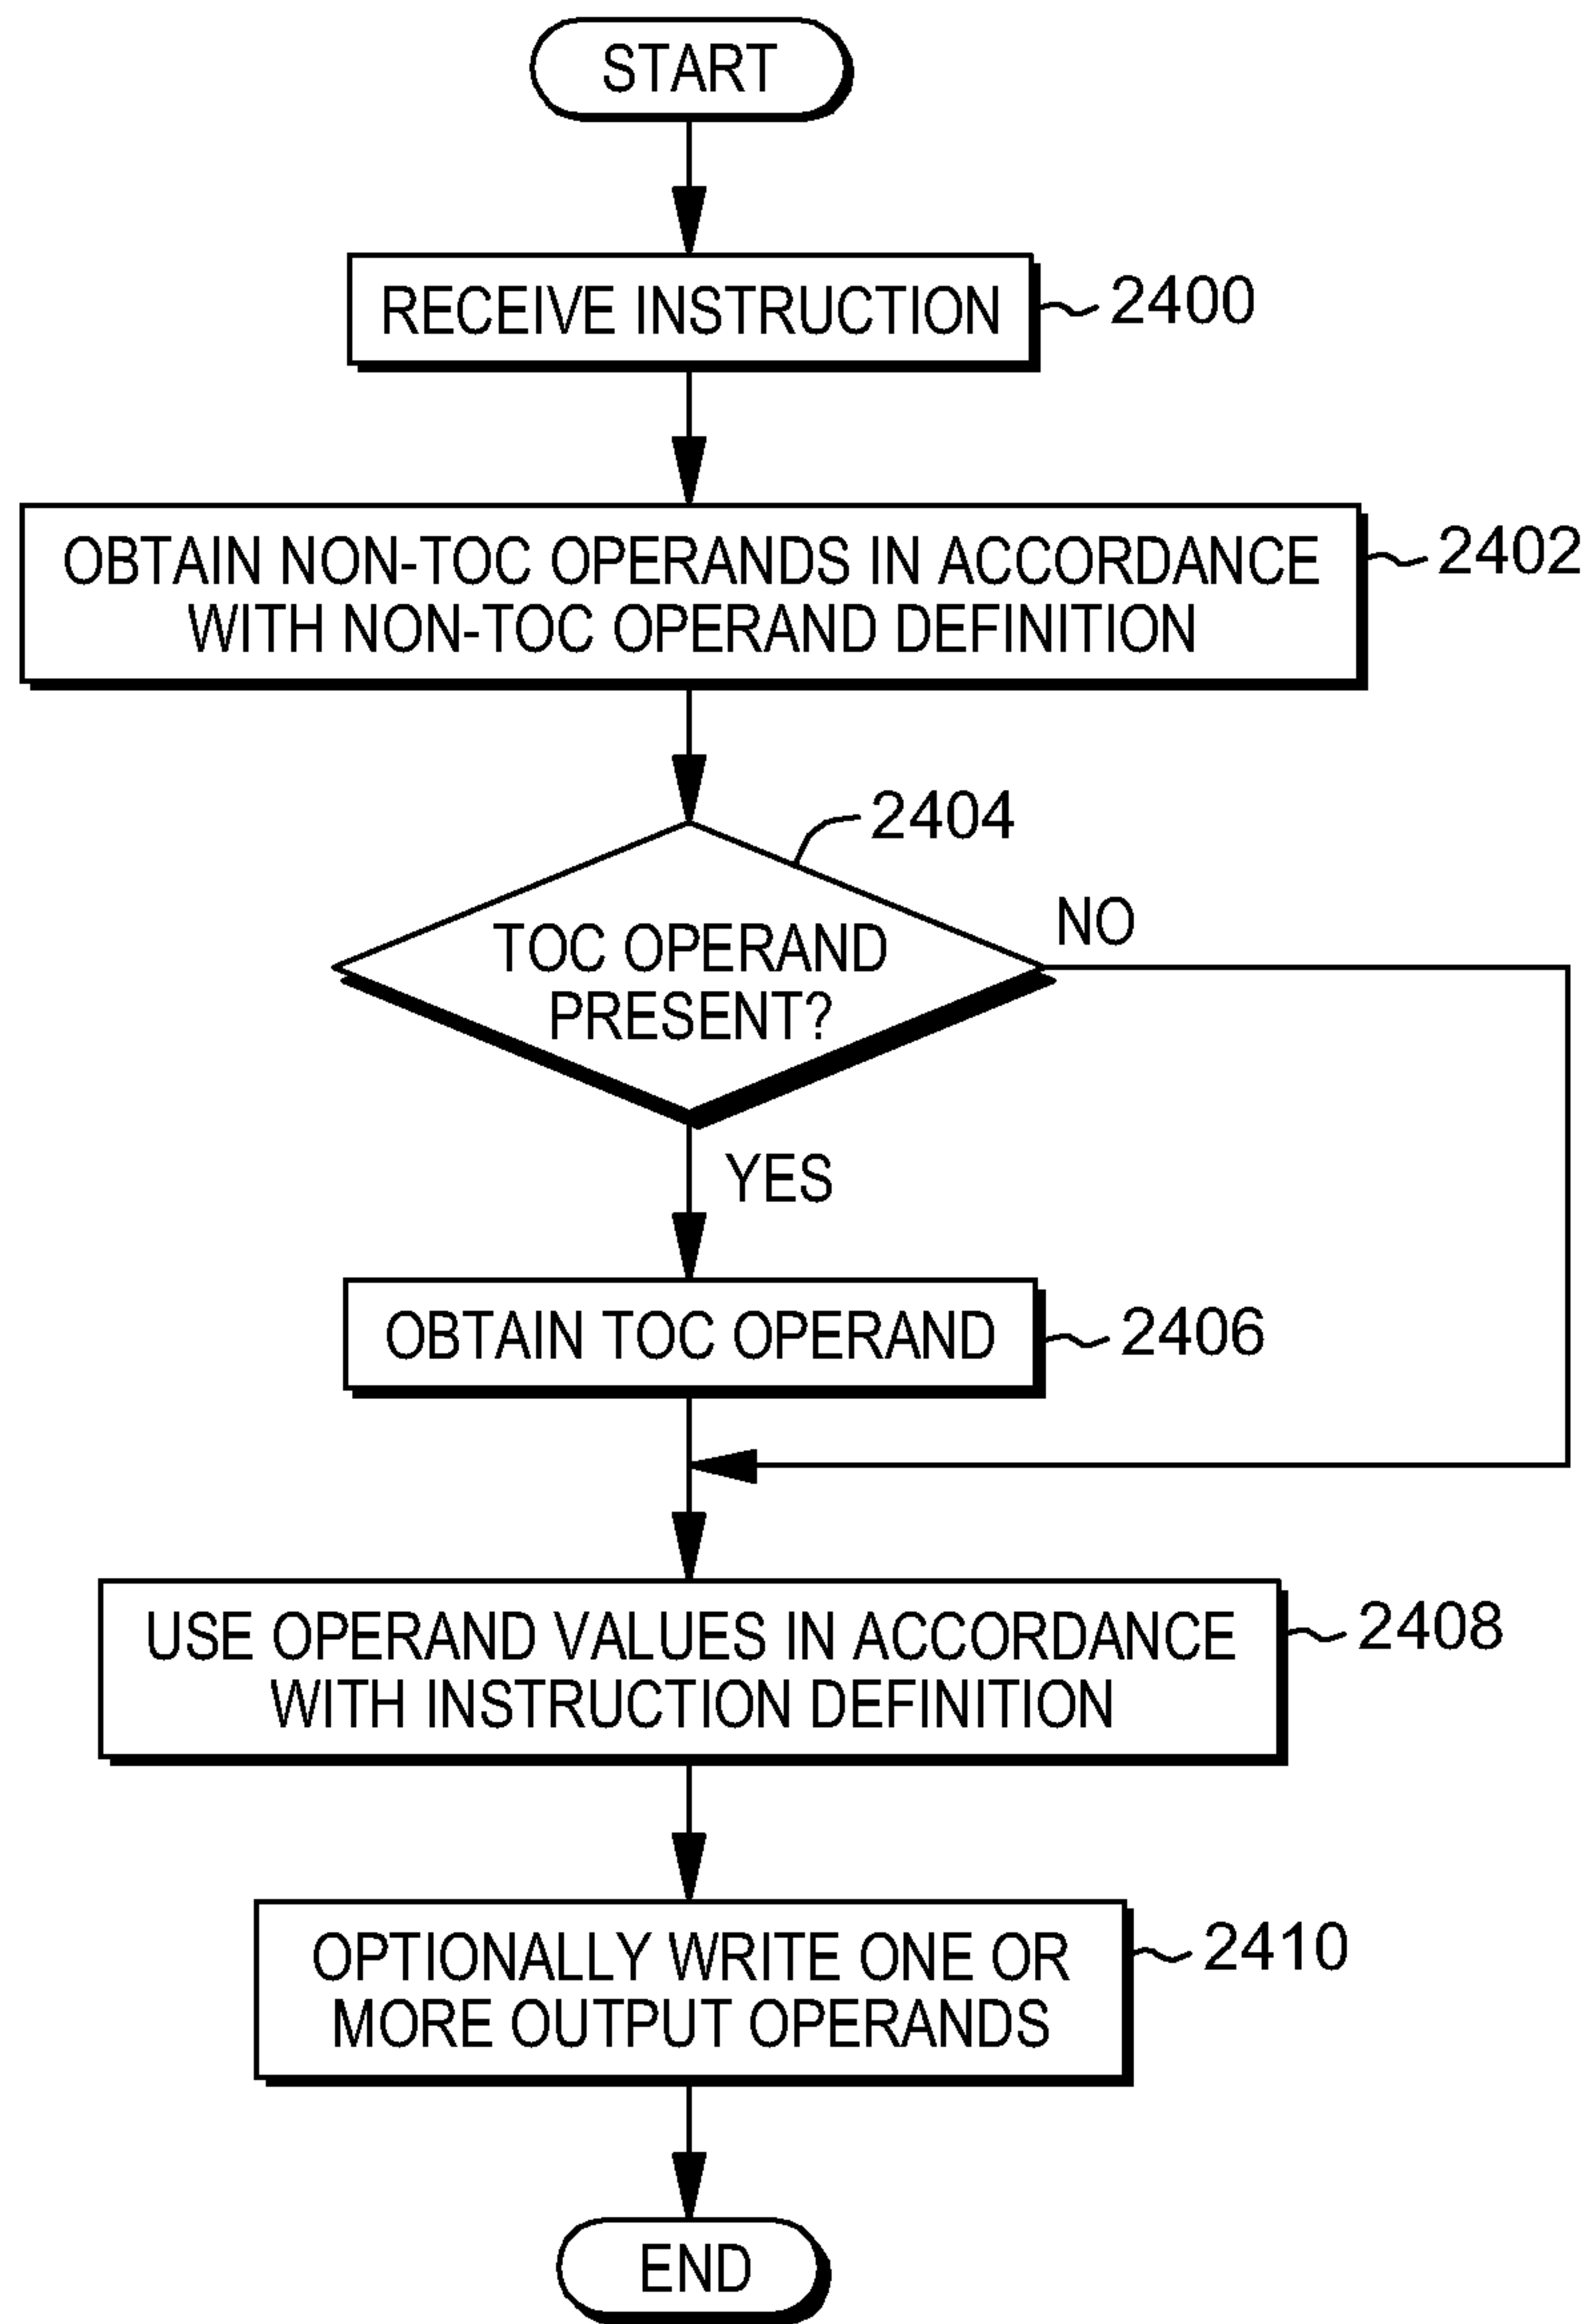 START
RECEIVE INSTRUCTION
2400
OBTAIN NON-TOC OPERANDS IN ACCORDANCE
WITH NON-TOC OPERAND DEFINITION
2402
2404
TOC OPERAND
PRESENT?
NO
YES
OBTAIN TOC OPERAND
2406
USE OPERAND VALUES IN ACCORDANCE
WITH INSTRUCTION DEFINITION
2408
OPTIONALLY WRITE ONE OR
MORE OUTPUT OPERANDS
2410
END